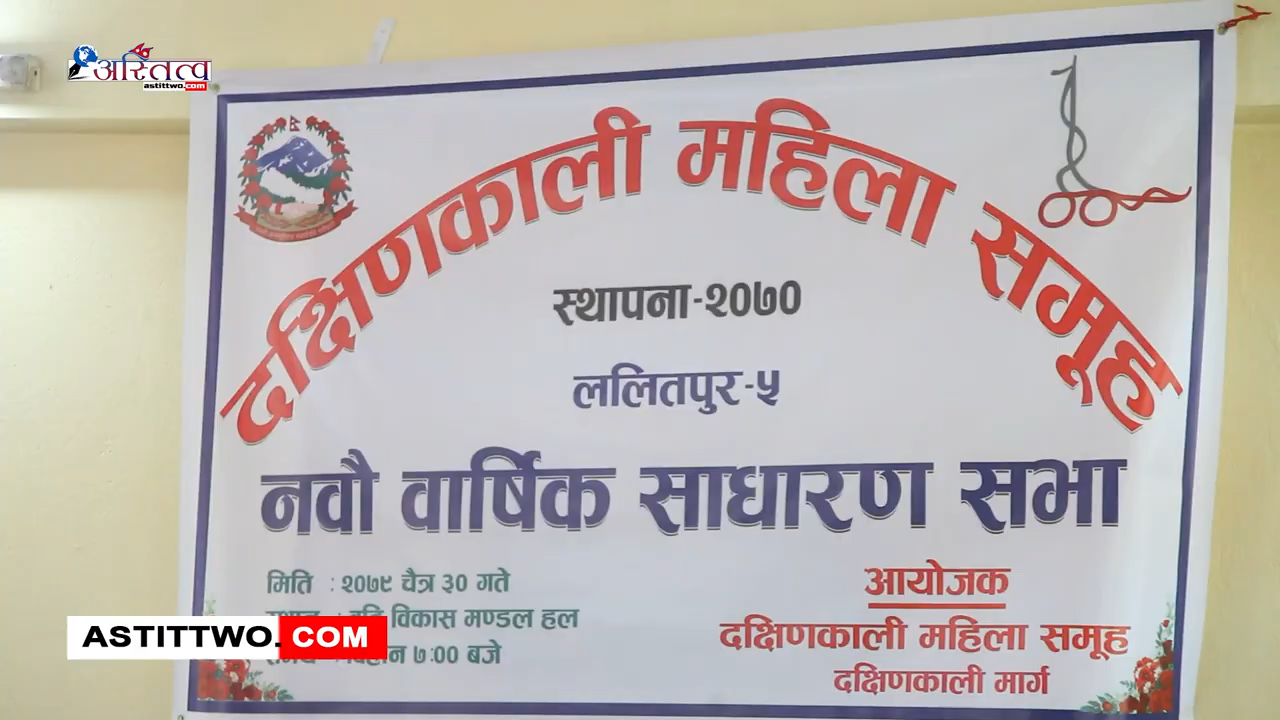 अस्तित्व
astittwo.com
दक्षिणकाली महिला समूह
स्थापना-२०७०
ललितपुर-५
नवौ वार्षिक साधारण सभा
मिति : २०७९ चैत्र ३० गते
विकास मण्डल हल
७:०० बजे
आयोजक
दक्षिणकाली महिला समूह
दक्षिणकाली मार्ग
ASTITTWO.COM